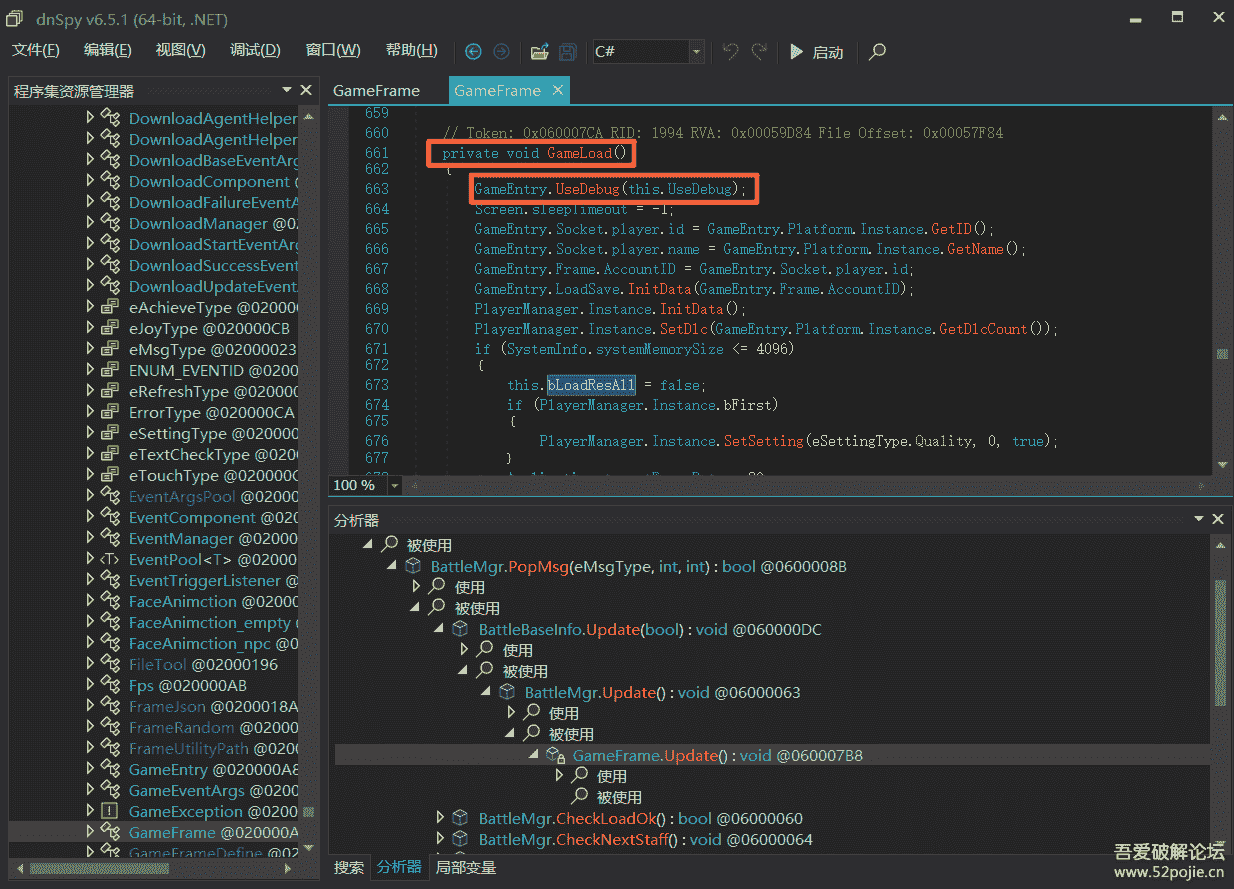 dnSpy v6.5.1 (64-bit, .NET)
文件(F) 编辑(E) 视图(V) 调试(D) 窗口(W) 帮助(H) C# 启动
程序集资源管理器
DownloadAgentHelper
DownloadAgentHelper
DownloadBaseEventArg
DownloadComponent
DownloadFailureEventA
DownloadManager @02
DownloadStartEventArg
DownloadSuccessEvent
DownloadUpdateEvent
eAchieveType @02000
eJoyType @020000CB
eMsgType @02000023
ENUM_EVENTID @0200
eRefreshType @02000
ErrorType @020000CA
eSettingType @020000
eTextCheckType @0200
eTouchType @020000
EventArgsPool @02000
EventComponent @020
EventManager @02000
EventPool<T> @02000
EventTriggerListener @
FaceAnimction @02000
FaceAnimction_empty
FaceAnimction_npc @0
FileTool @02000196
Fps @020000AB
FrameJson @0200018A
FrameRandom @02000
FrameUtilityPath @020
GameEntry @020000A8
GameEventArgs @0200
GameException @0200
GameFrame @020000A
GameFrameDefine @02
GameFrame GameFrame
659
660 // Token: 0x060007CA RID: 1994 RVA: 0x00059D84 File Offset: 0x00057F84
661 private void GameLoad()
662 {
663 GameEntry.UseDebug(this.UseDebug);
664 Screen.sleepTimeout = -1;
665 GameEntry.Socket.player.id = GameEntry.Platform.Instance.GetID();
666 GameEntry.Socket.player.name = GameEntry.Platform.Instance.GetName();
667 GameEntry.Frame.AccountID = GameEntry.Socket.player.id;
668 GameEntry.LoadSave.InitData(GameEntry.Frame.AccountID);
669 PlayerManager.Instance.InitData();
670 PlayerManager.Instance.SetDlc(GameEntry.Platform.Instance.GetDlcCount());
671 if (SystemInfo.systemMemorySize <= 4096)
672 {
673 this.bLoadResAll = false;
674 if (PlayerManager.Instance.bFirst)
675 {
676 PlayerManager.Instance.SetSetting(eSettingType.Quality, 0, true);
677 }
100 %
分析器
被使用
BattleMgr.PopMsg(eMsgType, int, int) : bool @0600008B
使用
被使用
BattleBaseInfo.Update(bool) : void @060000DC
使用
被使用
BattleMgr.Update() : void @06000063
使用
被使用
GameFrame.Update() : void @060007B8
使用
被使用
BattleMgr.CheckLoadOk() : bool @06000060
BattleMgr.CheckNextStaff() : void @06000064
搜索 分析器 局部变量
吾爱破解论坛
www.52pojie.cn